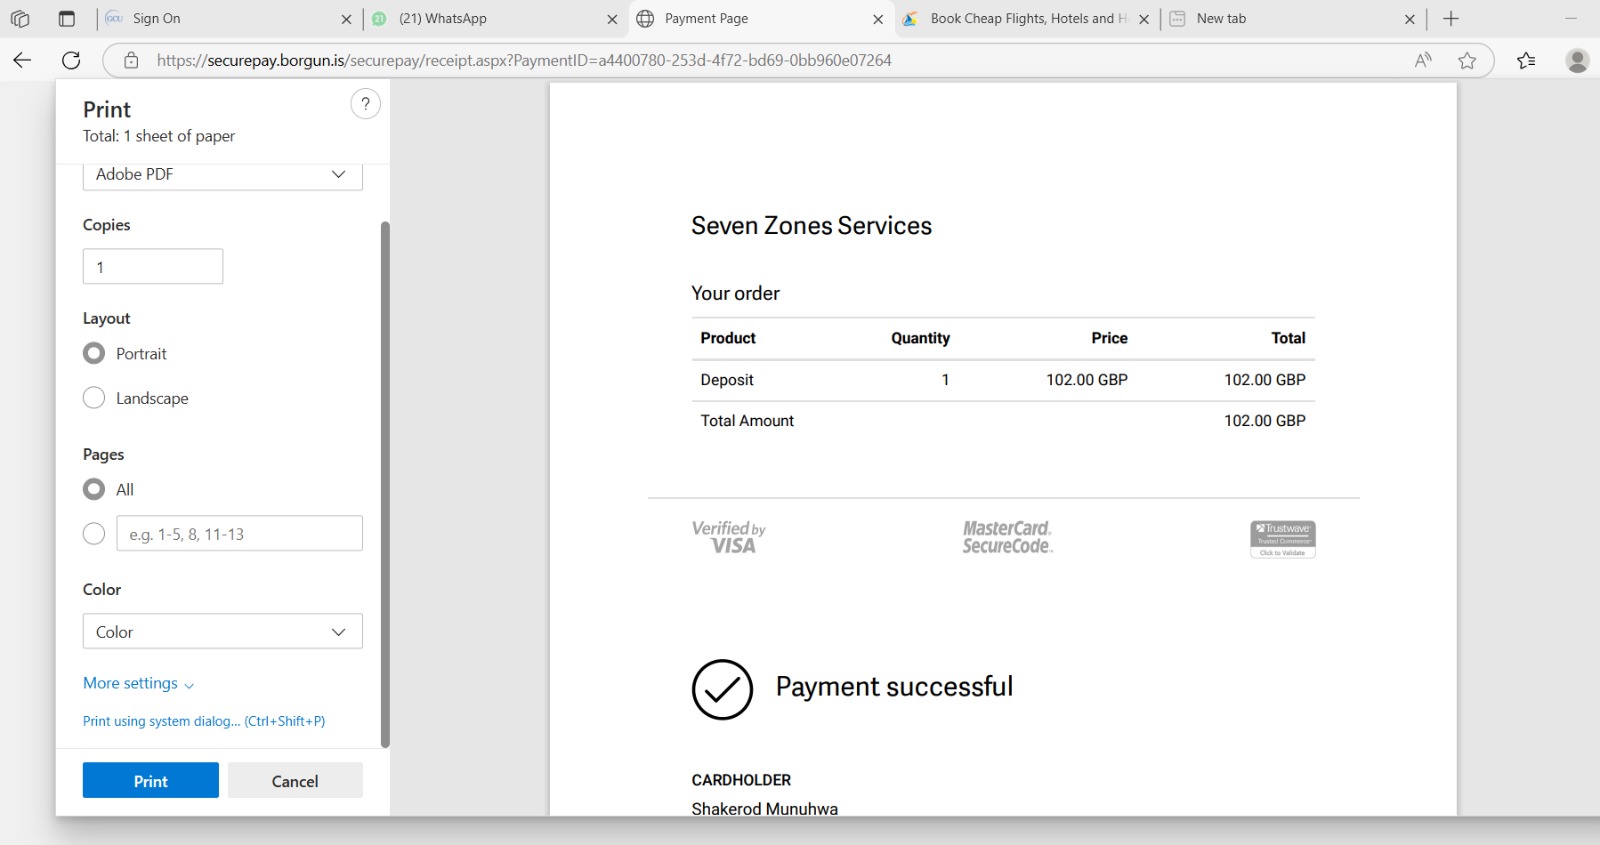 Sign On
(21) WhatsApp
Payment Page
Book Cheap Flights, Hotels and H
New tab
https://securepay.borgun.is/securepay/receipt.aspx?PaymentID=a4400780-253d-4f72-bd69-0bb960e07264
Print
?
Total: 1 sheet of paper
Adobe PDF
Copies
1
Layout
Portrait
Landscape
Pages
All
e.g. 1-5, 8, 11-13
Color
Color
More settings
Print using system dialog... (Ctrl+Shift+P)
Print Cancel
Seven Zones Services
Your order
Product Quantity Price Total
Deposit 1 102.00 GBP 102.00 GBP
Total Amount 102.00 GBP
Verified by
VISA
MasterCard.
SecureCode.
Trustwave
Trusted Commerce
Click to Validate
Payment successful
CARDHOLDER
Shakerod Munuhwa